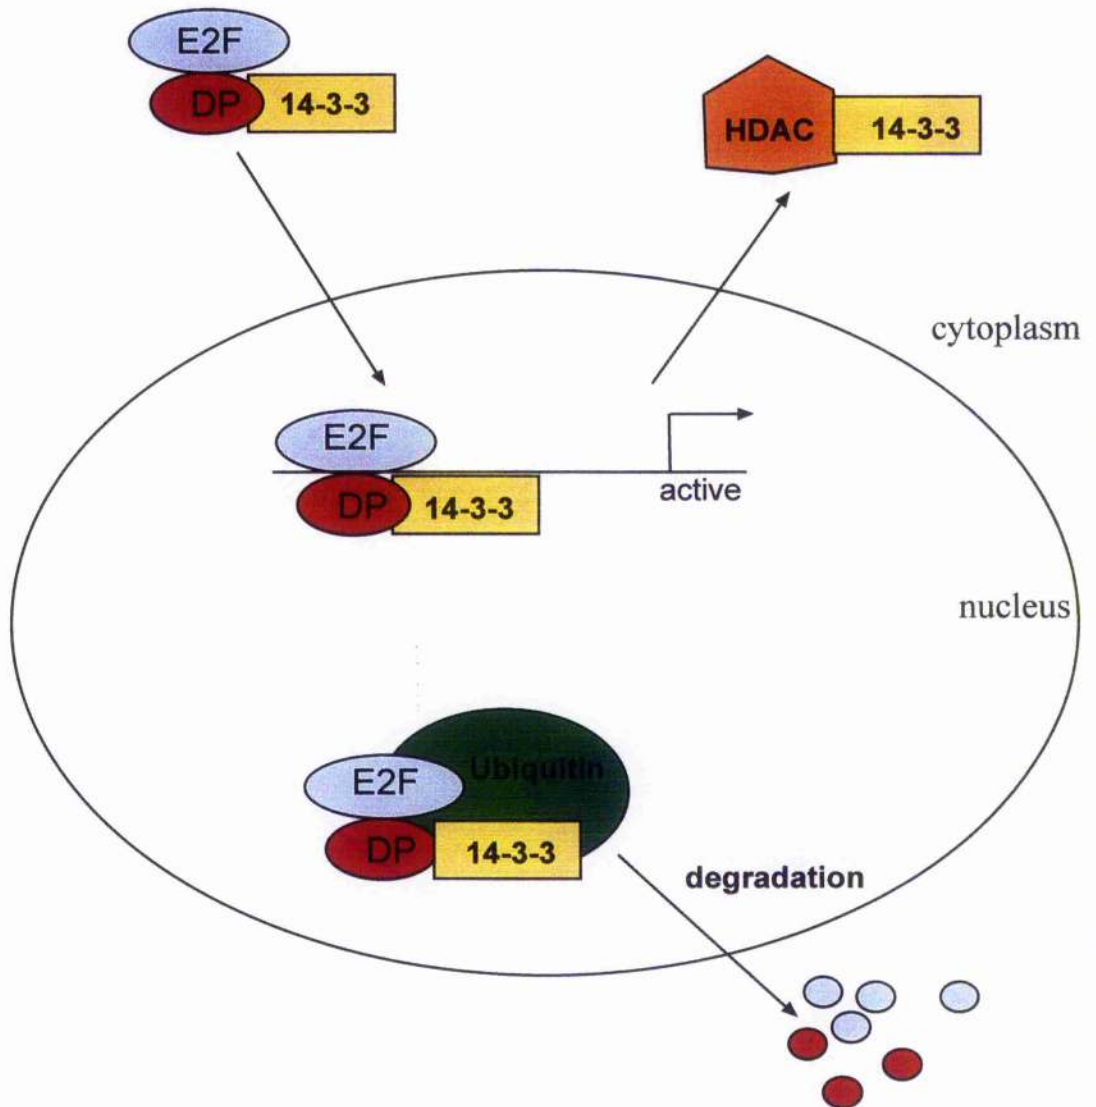 E2F
DP 14-3-3
HDAC 14-3-3
cytoplasm
E2F
active
DP 14-3-3
nucleus
Ubiquitin
E2F
DP 14-3-3
degradation